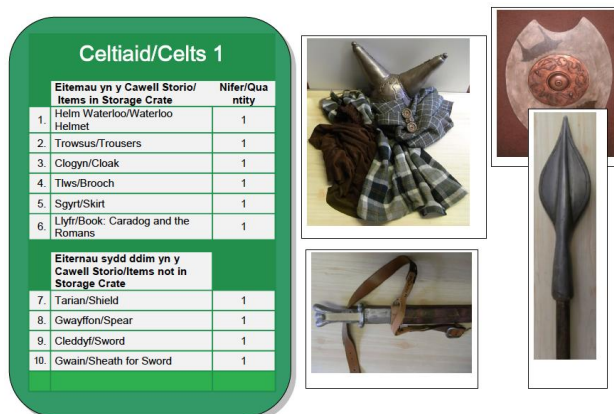 Celtiaid/Celts 1
Eitemau yn y Cawell Storio/ Nifer/Qua
Items in Storage Crate ntity
1. Helm Waterloo/Waterloo 1
Helmet
2. Trowsus/Trousers 1
3. Clogyn/Cloak 1
4. Tlws/Brooch 1
5. Sgyrt/Skirt 1
6. Llyfr/Book: Caradog and the 1
Romans
Eiternau sydd ddim yn y
Cawell Storio/Items not in
Storage Crate
7. Tarian/Shield 1
8. Gwayffon/Spear 1
9. Cleddyf/Sword 1
10. Gwain/Sheath for Sword 1